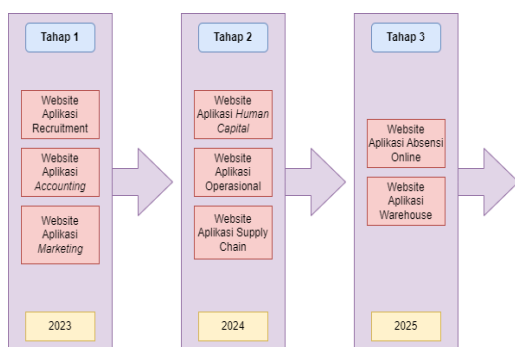 Tahap 1
Website
Aplikasi
Recruitment
Website
Aplikasi
Accounting
Website
Aplikasi
Marketing
2023
Tahap 2
Website
Aplikasi Human
Capital
Website
Aplikasi
Operasional
Website
Aplikasi Supply
Chain
2024
Tahap 3
Website
Aplikasi Absensi
Online
Website
Aplikasi
Warehouse
2025